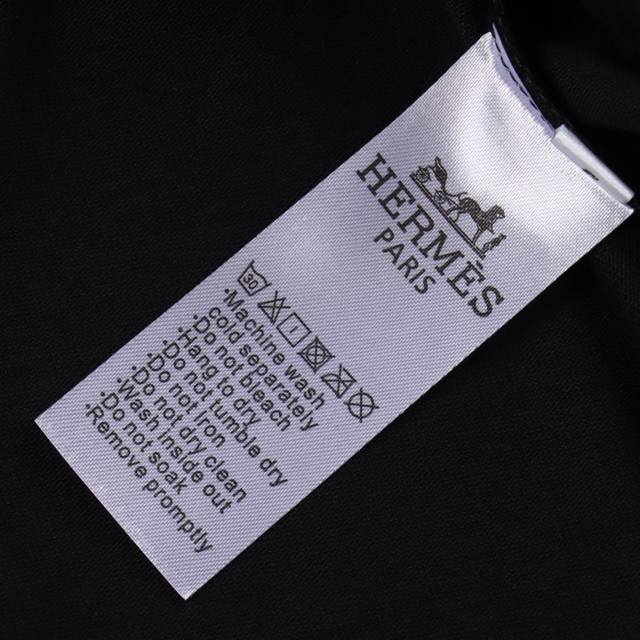 HERMÈS
PARIS
30
·Machine wash
cold separately
·Do not bleach
·Hang to dry
·Do not tumble dry
·Do not iron
·Do not dry clean
·Wash inside out
·Do not soak
·Remove promptly